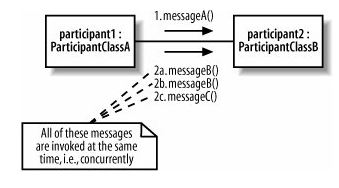 1.messageA()
participant1 :
ParticipantClassA
participant2 :
ParticipantClassB
2a.messageB()
2b.messageB()
2c.messageC()
All of these messages
are invoked at the same
time, i.e., concurrently